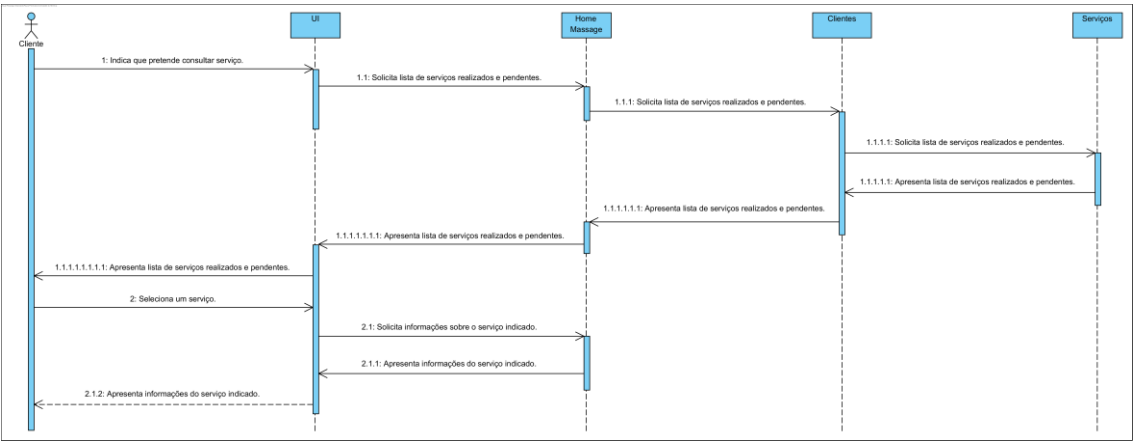 Cliente
UI
Home
Massage
Clientes
Serviços
1: Indica que pretende consultar serviço.
1.1: Solicita lista de serviços realizados e pendentes.
1.1.1: Solicita lista de serviços realizados e pendentes.
1.1.1.1: Solicita lista de serviços realizados e pendentes.
1.1.1.1.1: Apresenta lista de serviços realizados e pendentes.
1.1.1.1.1.1: Apresenta lista de serviços realizados e pendentes.
1.1.1.1.1.1.1: Apresenta lista de serviços realizados e pendentes.
1.1.1.1.1.1.1.1: Apresenta lista de serviços realizados e pendentes.
2: Seleciona um serviço.
2.1: Solicita informações sobre o serviço indicado.
2.1.1: Apresenta informações do serviço indicado.
2.1.2: Apresenta informações do serviço indicado.